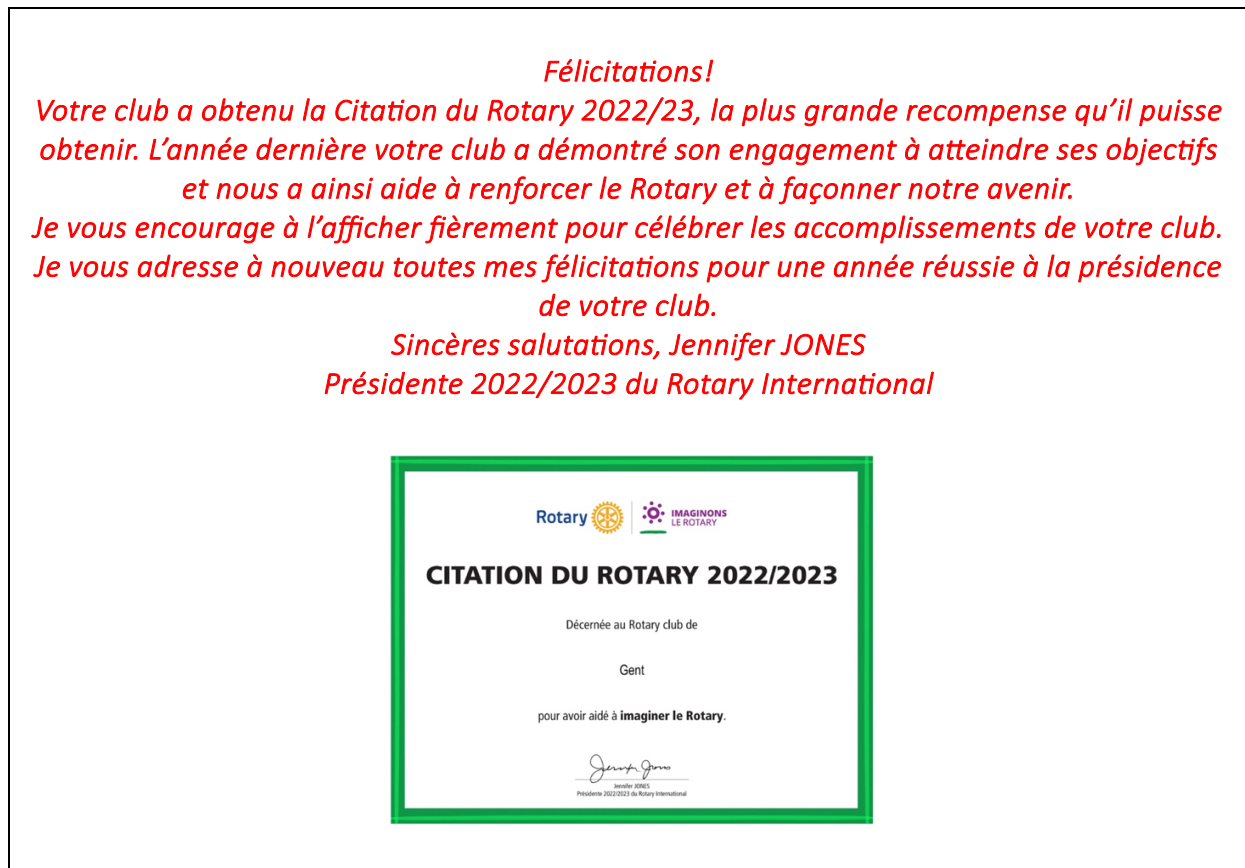 Félicitations!
Votre club a obtenu la Citation du Rotary 2022/23, la plus grande recompense qu’il puisse
obtenir. L’année dernière votre club a démontré son engagement à atteindre ses objectifs
et nous a ainsi aide à renforcer le Rotary et à façonner notre avenir.
Je vous encourage à l’afficher fièrement pour célébrer les accomplissements de votre club.
Je vous adresse à nouveau toutes mes félicitations pour une année réussie à la présidence
de votre club.
Sincères salutations, Jennifer JONES
Présidente 2022/2023 du Rotary International
Rotary
IMAGINONS
LE ROTARY
CITATION DU ROTARY 2022/2023
Décernée au Rotary club de
Gent
pour avoir aidé à imaginer le Rotary.
Jennifer Jones
Jennifer JONES
Présidente 2022/2023 du Rotary International